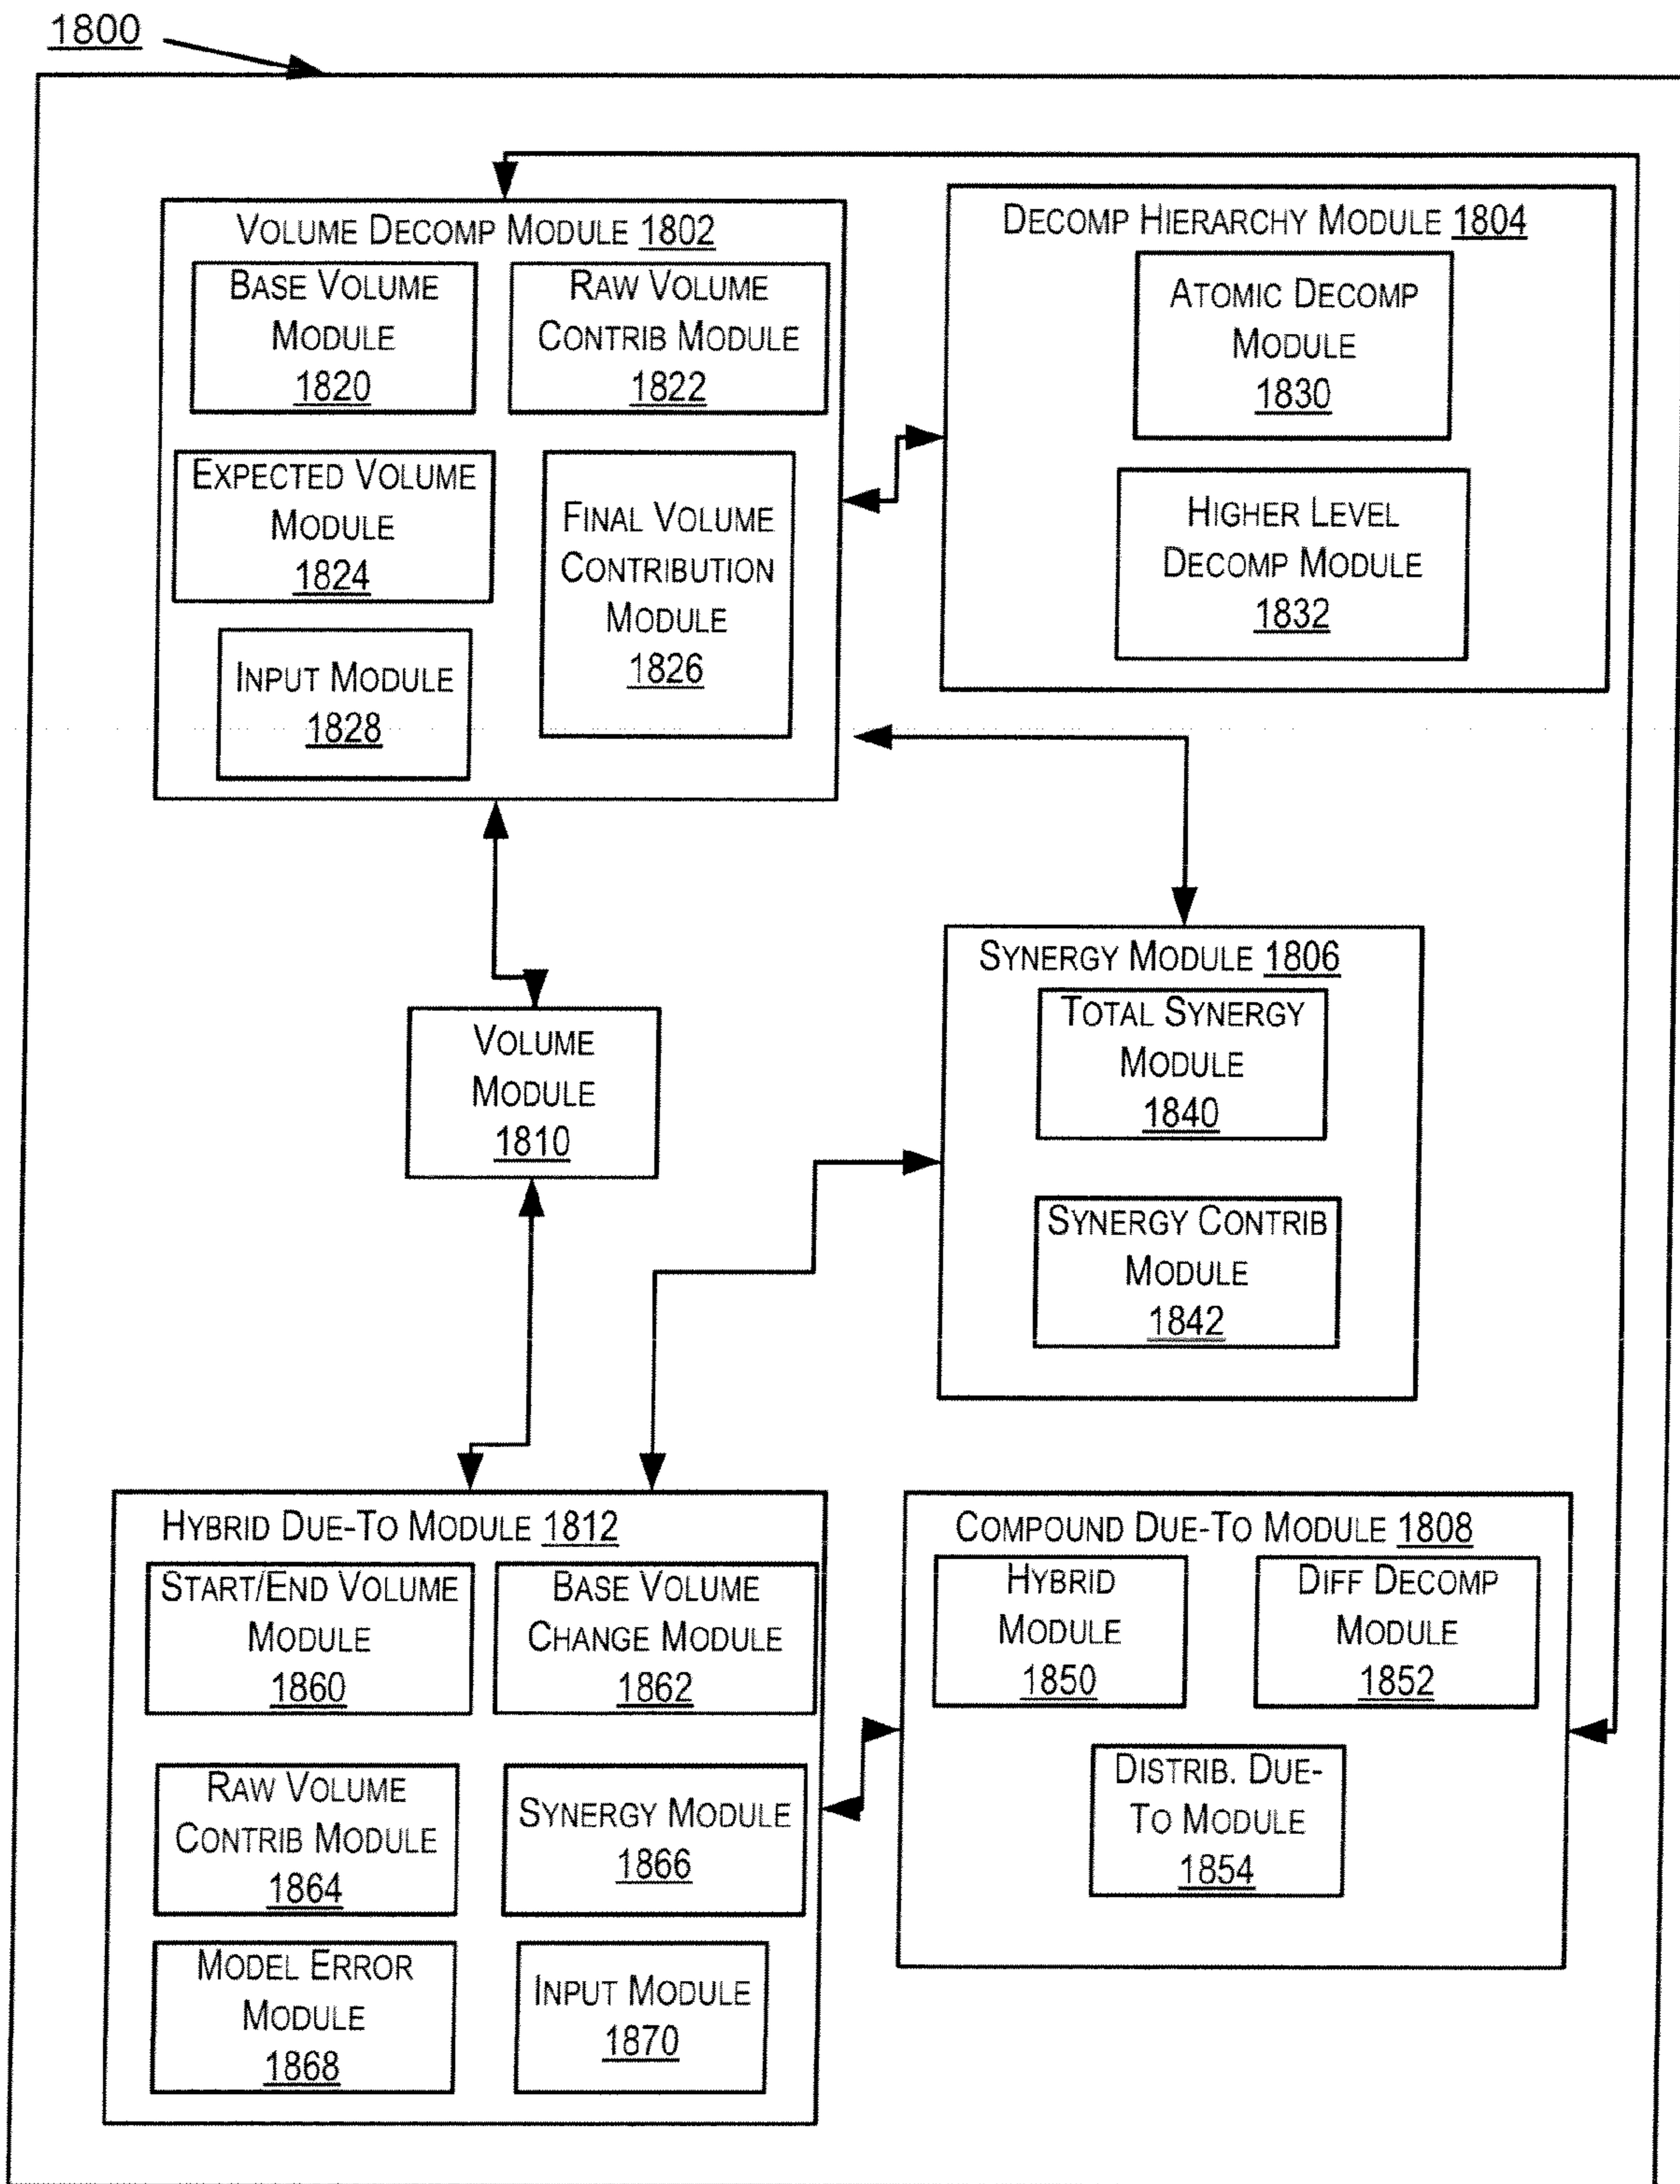 1800
VOLUME DECOMP MODULE 1802
BASE VOLUME
MODULE
1820
RAW VOLUME
CONTRIB MODULE
1822
EXPECTED VOLUME
MODULE
1824
FINAL VOLUME
CONTRIBUTION
MODULE
1826
INPUT MODULE
1828
DECOMP HIERARCHY MODULE 1804
ATOMIC DECOMP
MODULE
1830
HIGHER LEVEL
DECOMP MODULE
1832
VOLUME
MODULE
1810
SYNERGY MODULE 1806
TOTAL SYNERGY
MODULE
1840
SYNERGY CONTRIB
MODULE
1842
HYBRID DUE-TO MODULE 1812
START/END VOLUME
MODULE
1860
BASE VOLUME
CHANGE MODULE
1862
RAW VOLUME
CONTRIB MODULE
1864
SYNERGY MODULE
1866
MODEL ERROR
MODULE
1868
INPUT MODULE
1870
COMPOUND DUE-TO MODULE 1808
HYBRID
MODULE
1850
DIFF DECOMP
MODULE
1852
DISTRIB. DUE-
TO MODULE
1854